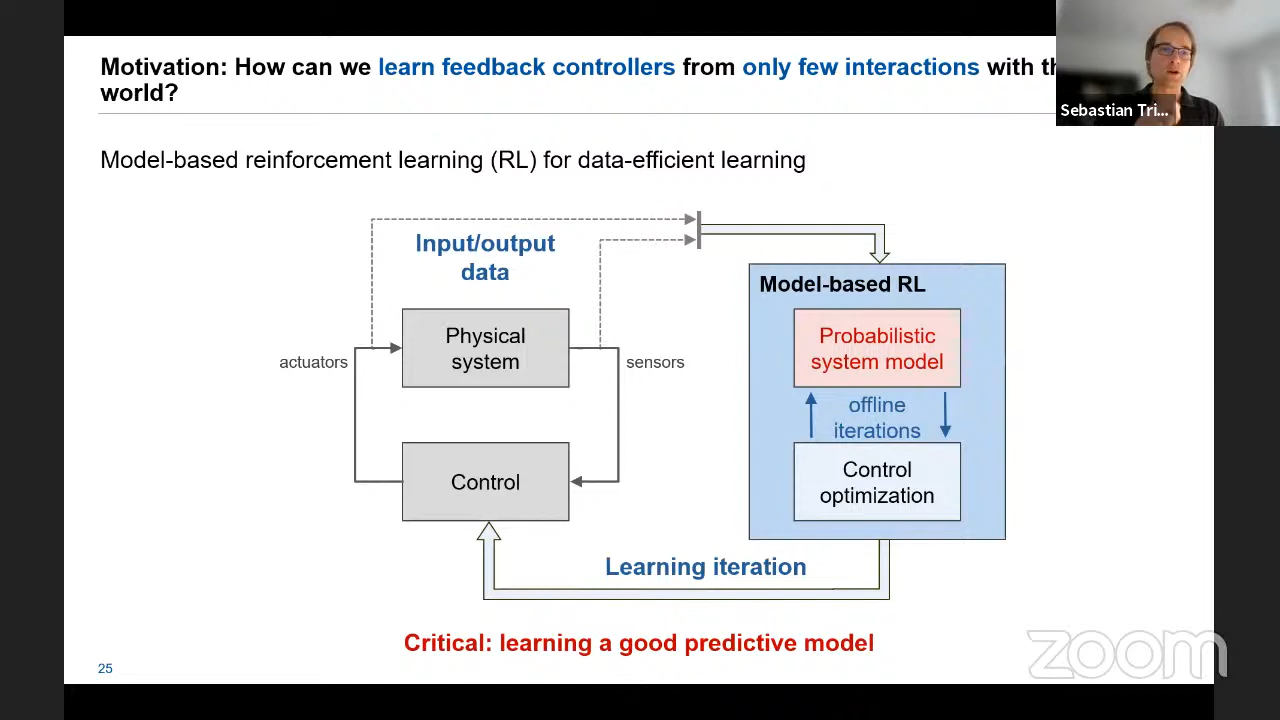 Motivation: How can we learn feedback controllers from only few interactions with
world?
Sebastian Tri...
Model-based reinforcement learning (RL) for data-efficient learning
Input/output
data
Model-based RL
Physical
system
Probabilistic
system model
actuators
sensors
offline
iterations
Control
Control
optimization
Learning iteration
Critical: learning a good predictive model
25
zoom